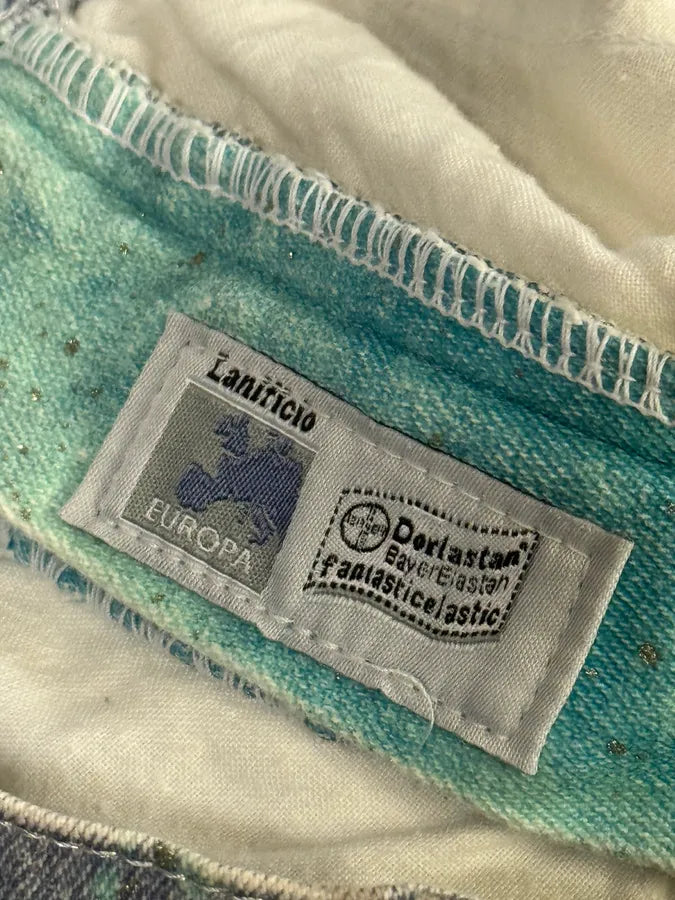 Lanificio
EUROPA
BAYER
Dorlastan®
BayerElastan
fantasticelastic